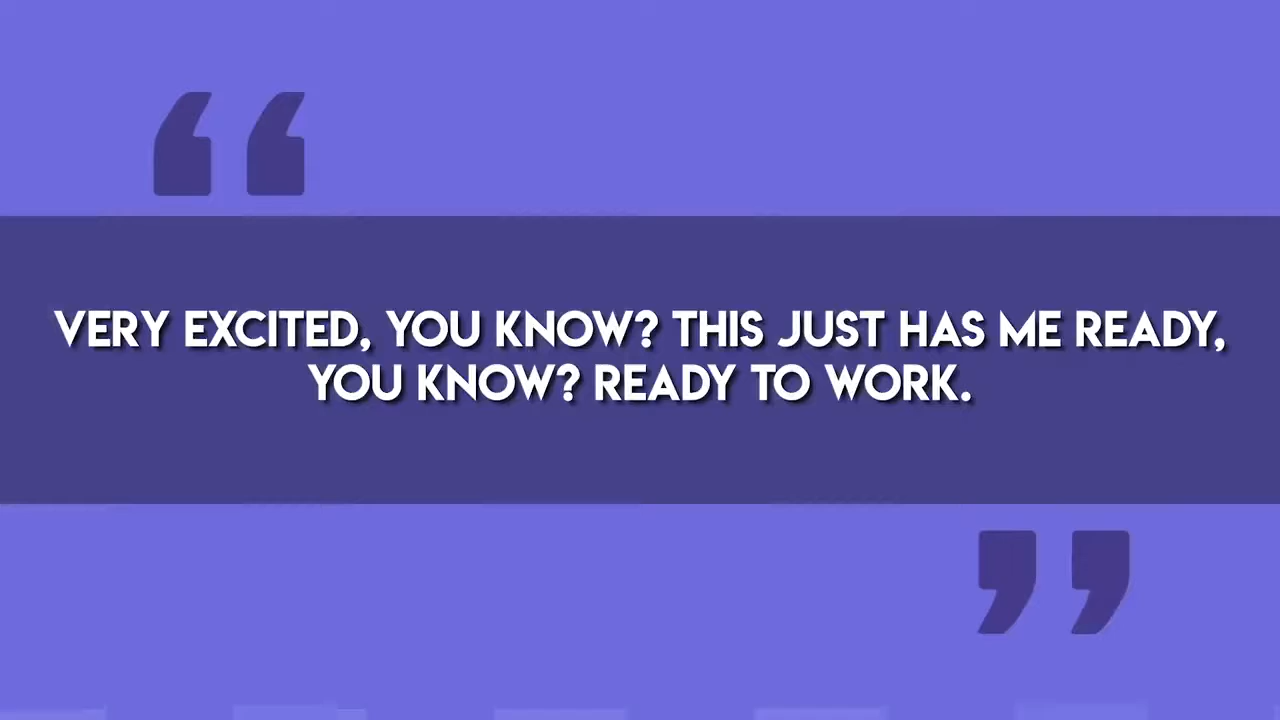 VERY EXCITED, YOU KNOW? THIS JUST HAS ME READY,
YOU KNOW? READY TO WORK.